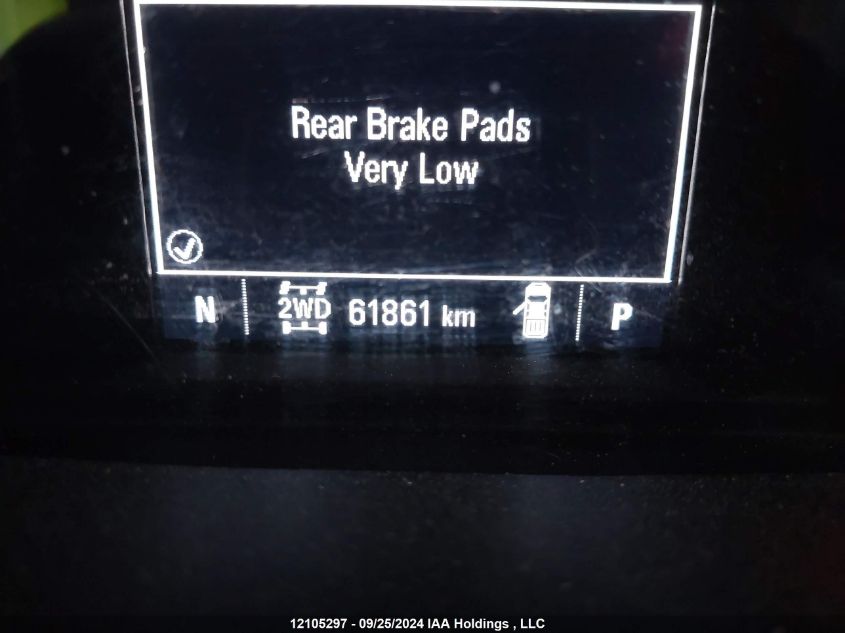 Rear Brake Pads
Very Low
N 2WD 61861 km P
12105297 - 09/25/2024 IAA Holdings , LLC